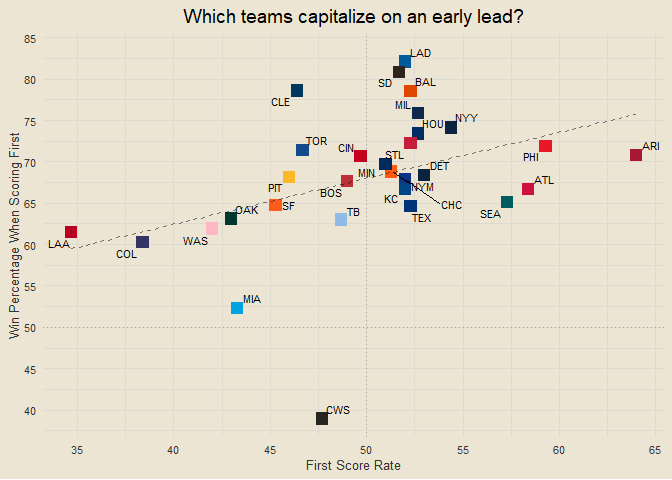 Which teams capitalize on an early lead?
Win Percentage When Scoring First
85
80
75
70
65
60
55
50
45
40
LAD
SD
BAL
CLE
MIL
HOU
NYY
TOR
CIN
STL
PHI
ARI
MIN
DET
PIT
BOS
NYM
ATL
KC
CHC
SEA
OAK
SF
TB
TEX
LAA
WAS
COL
MIA
CWS
35
40
45
50
55
60
65
First Score Rate